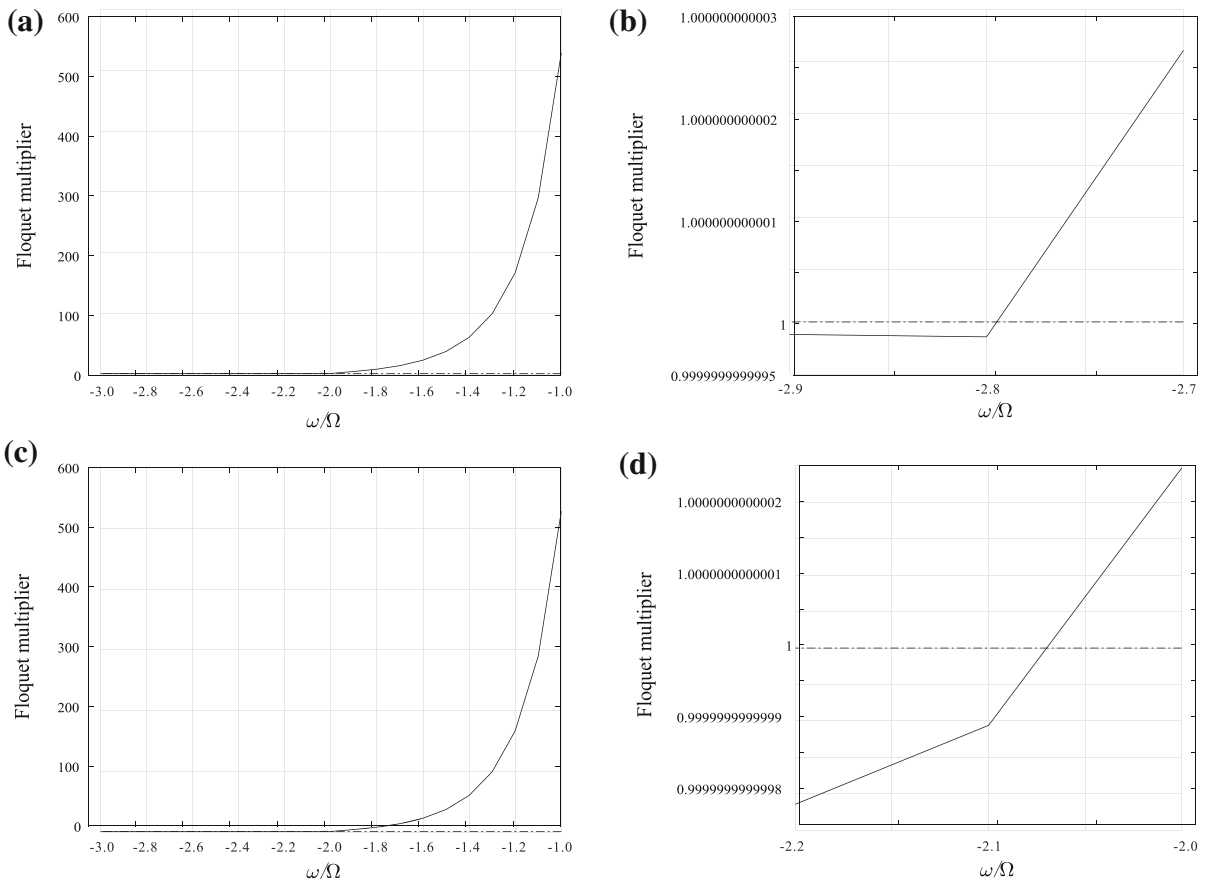 (a)
600
500
400
300
200
100
0
Floquet multiplier
-3.0 -2.8 -2.6 -2.4 -2.2 -2.0 -1.8 -1.6 -1.4 -1.2 -1.0
ω/Ω
(b)
1.000000000003
1.000000000002
1.000000000001
1
0.9999999999995
Floquet multiplier
-2.9 -2.8 -2.7
ω/Ω
(c)
600
500
400
300
200
100
0
Floquet multiplier
-3.0 -2.8 -2.6 -2.4 -2.2 -2.0 -1.8 -1.6 -1.4 -1.2 -1.0
ω/Ω
(d)
1.0000000000002
1.0000000000001
1
0.9999999999999
0.9999999999998
Floquet multiplier
-2.2 -2.1 -2.0
ω/Ω